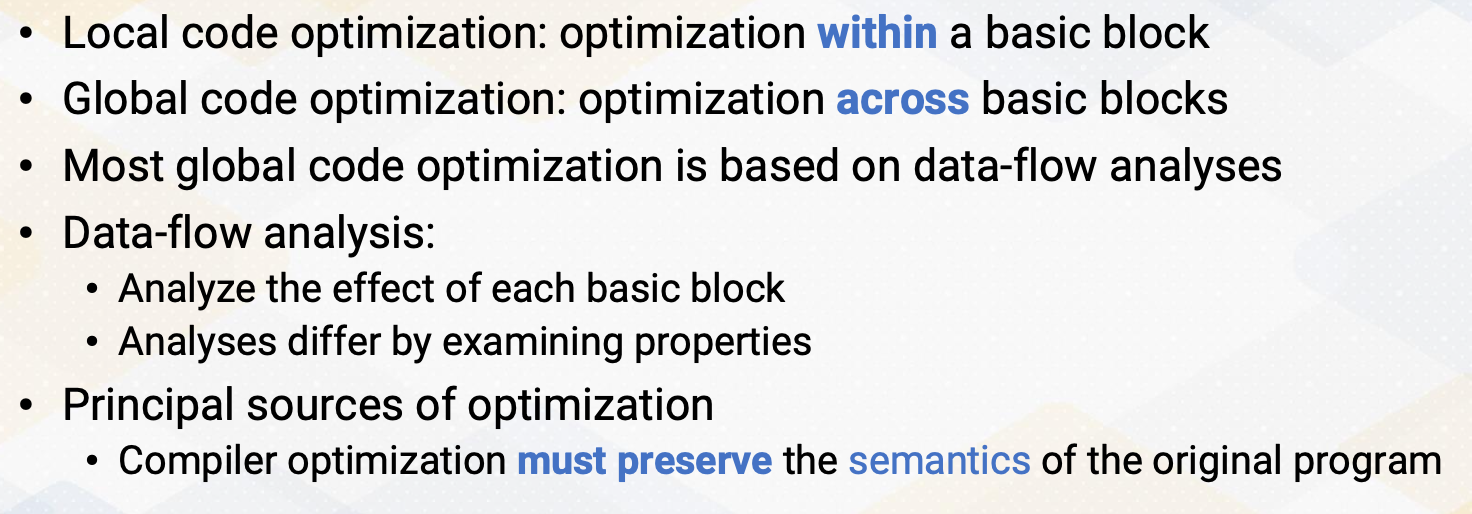 • Local code optimization: optimization within a basic block
• Global code optimization: optimization across basic blocks
• Most global code optimization is based on data-flow analyses
• Data-flow analysis:
• Analyze the effect of each basic block
• Analyses differ by examining properties
• Principal sources of optimization
• Compiler optimization must preserve the semantics of the original program